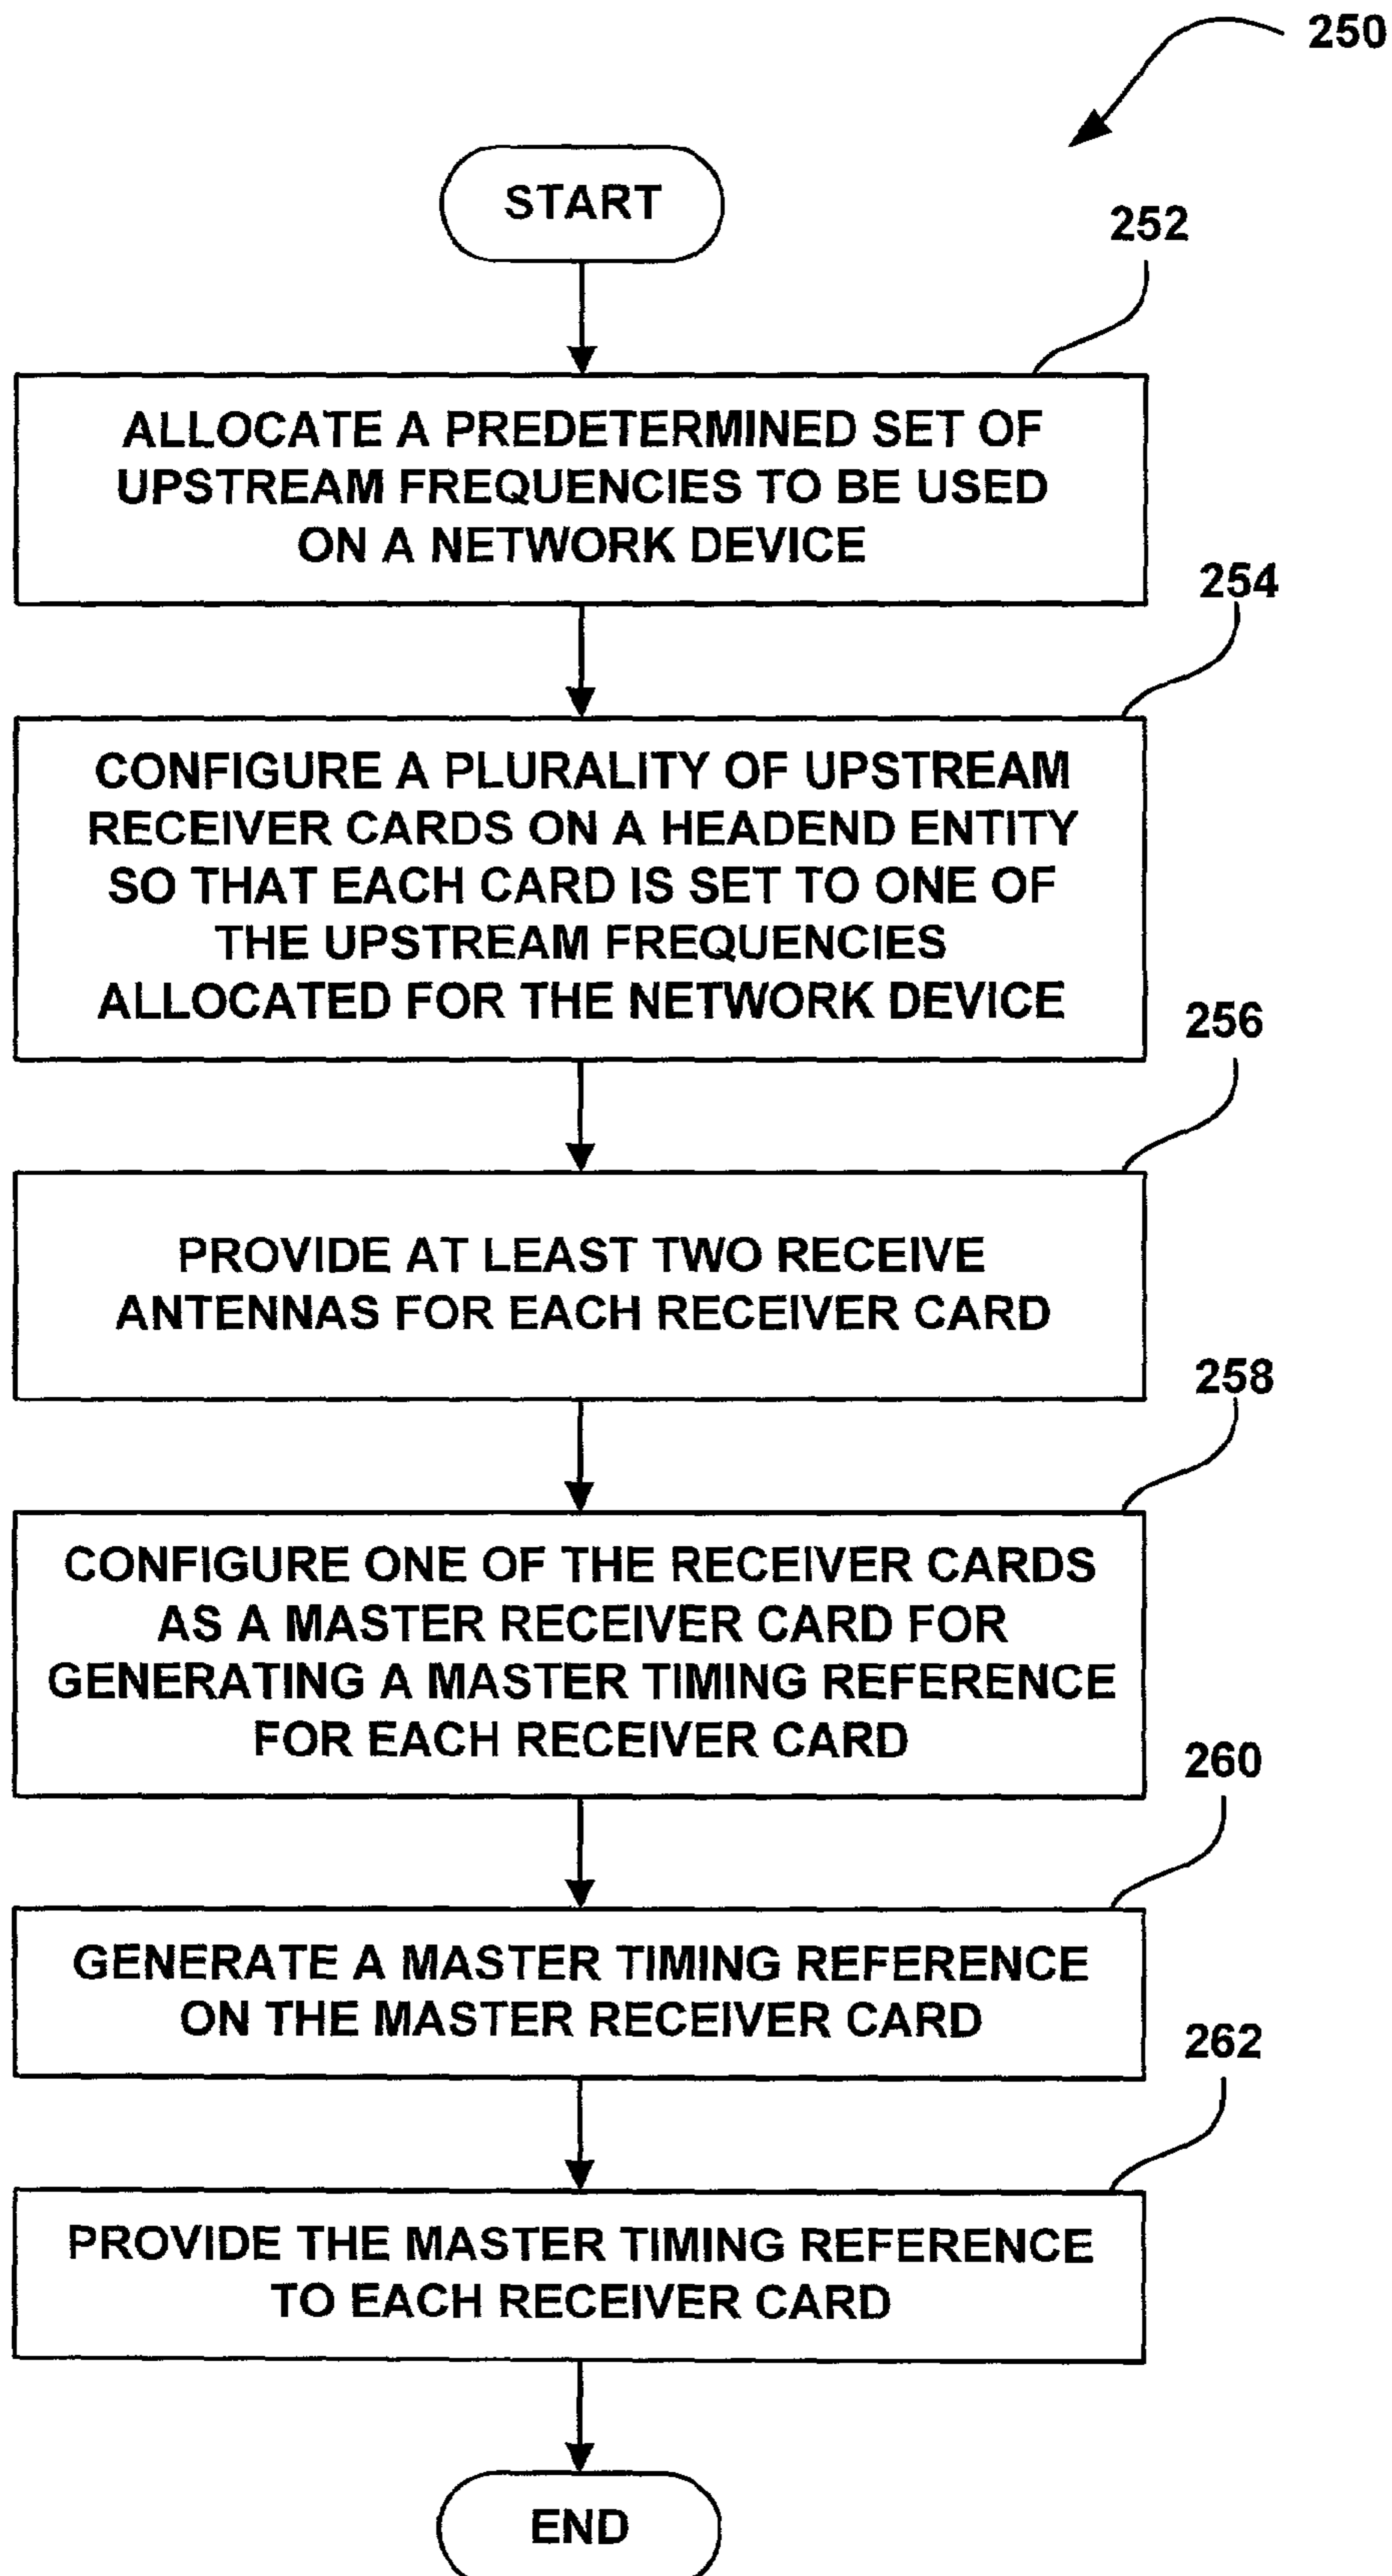 250
START
252
ALLOCATE A PREDETERMINED SET OF
UPSTREAM FREQUENCIES TO BE USED
ON A NETWORK DEVICE
254
CONFIGURE A PLURALITY OF UPSTREAM
RECEIVER CARDS ON A HEADEND ENTITY
SO THAT EACH CARD IS SET TO ONE OF
THE UPSTREAM FREQUENCIES
ALLOCATED FOR THE NETWORK DEVICE
256
PROVIDE AT LEAST TWO RECEIVE
ANTENNAS FOR EACH RECEIVER CARD
258
CONFIGURE ONE OF THE RECEIVER CARDS
AS A MASTER RECEIVER CARD FOR
GENERATING A MASTER TIMING REFERENCE
FOR EACH RECEIVER CARD
260
GENERATE A MASTER TIMING REFERENCE
ON THE MASTER RECEIVER CARD
262
PROVIDE THE MASTER TIMING REFERENCE
TO EACH RECEIVER CARD
END